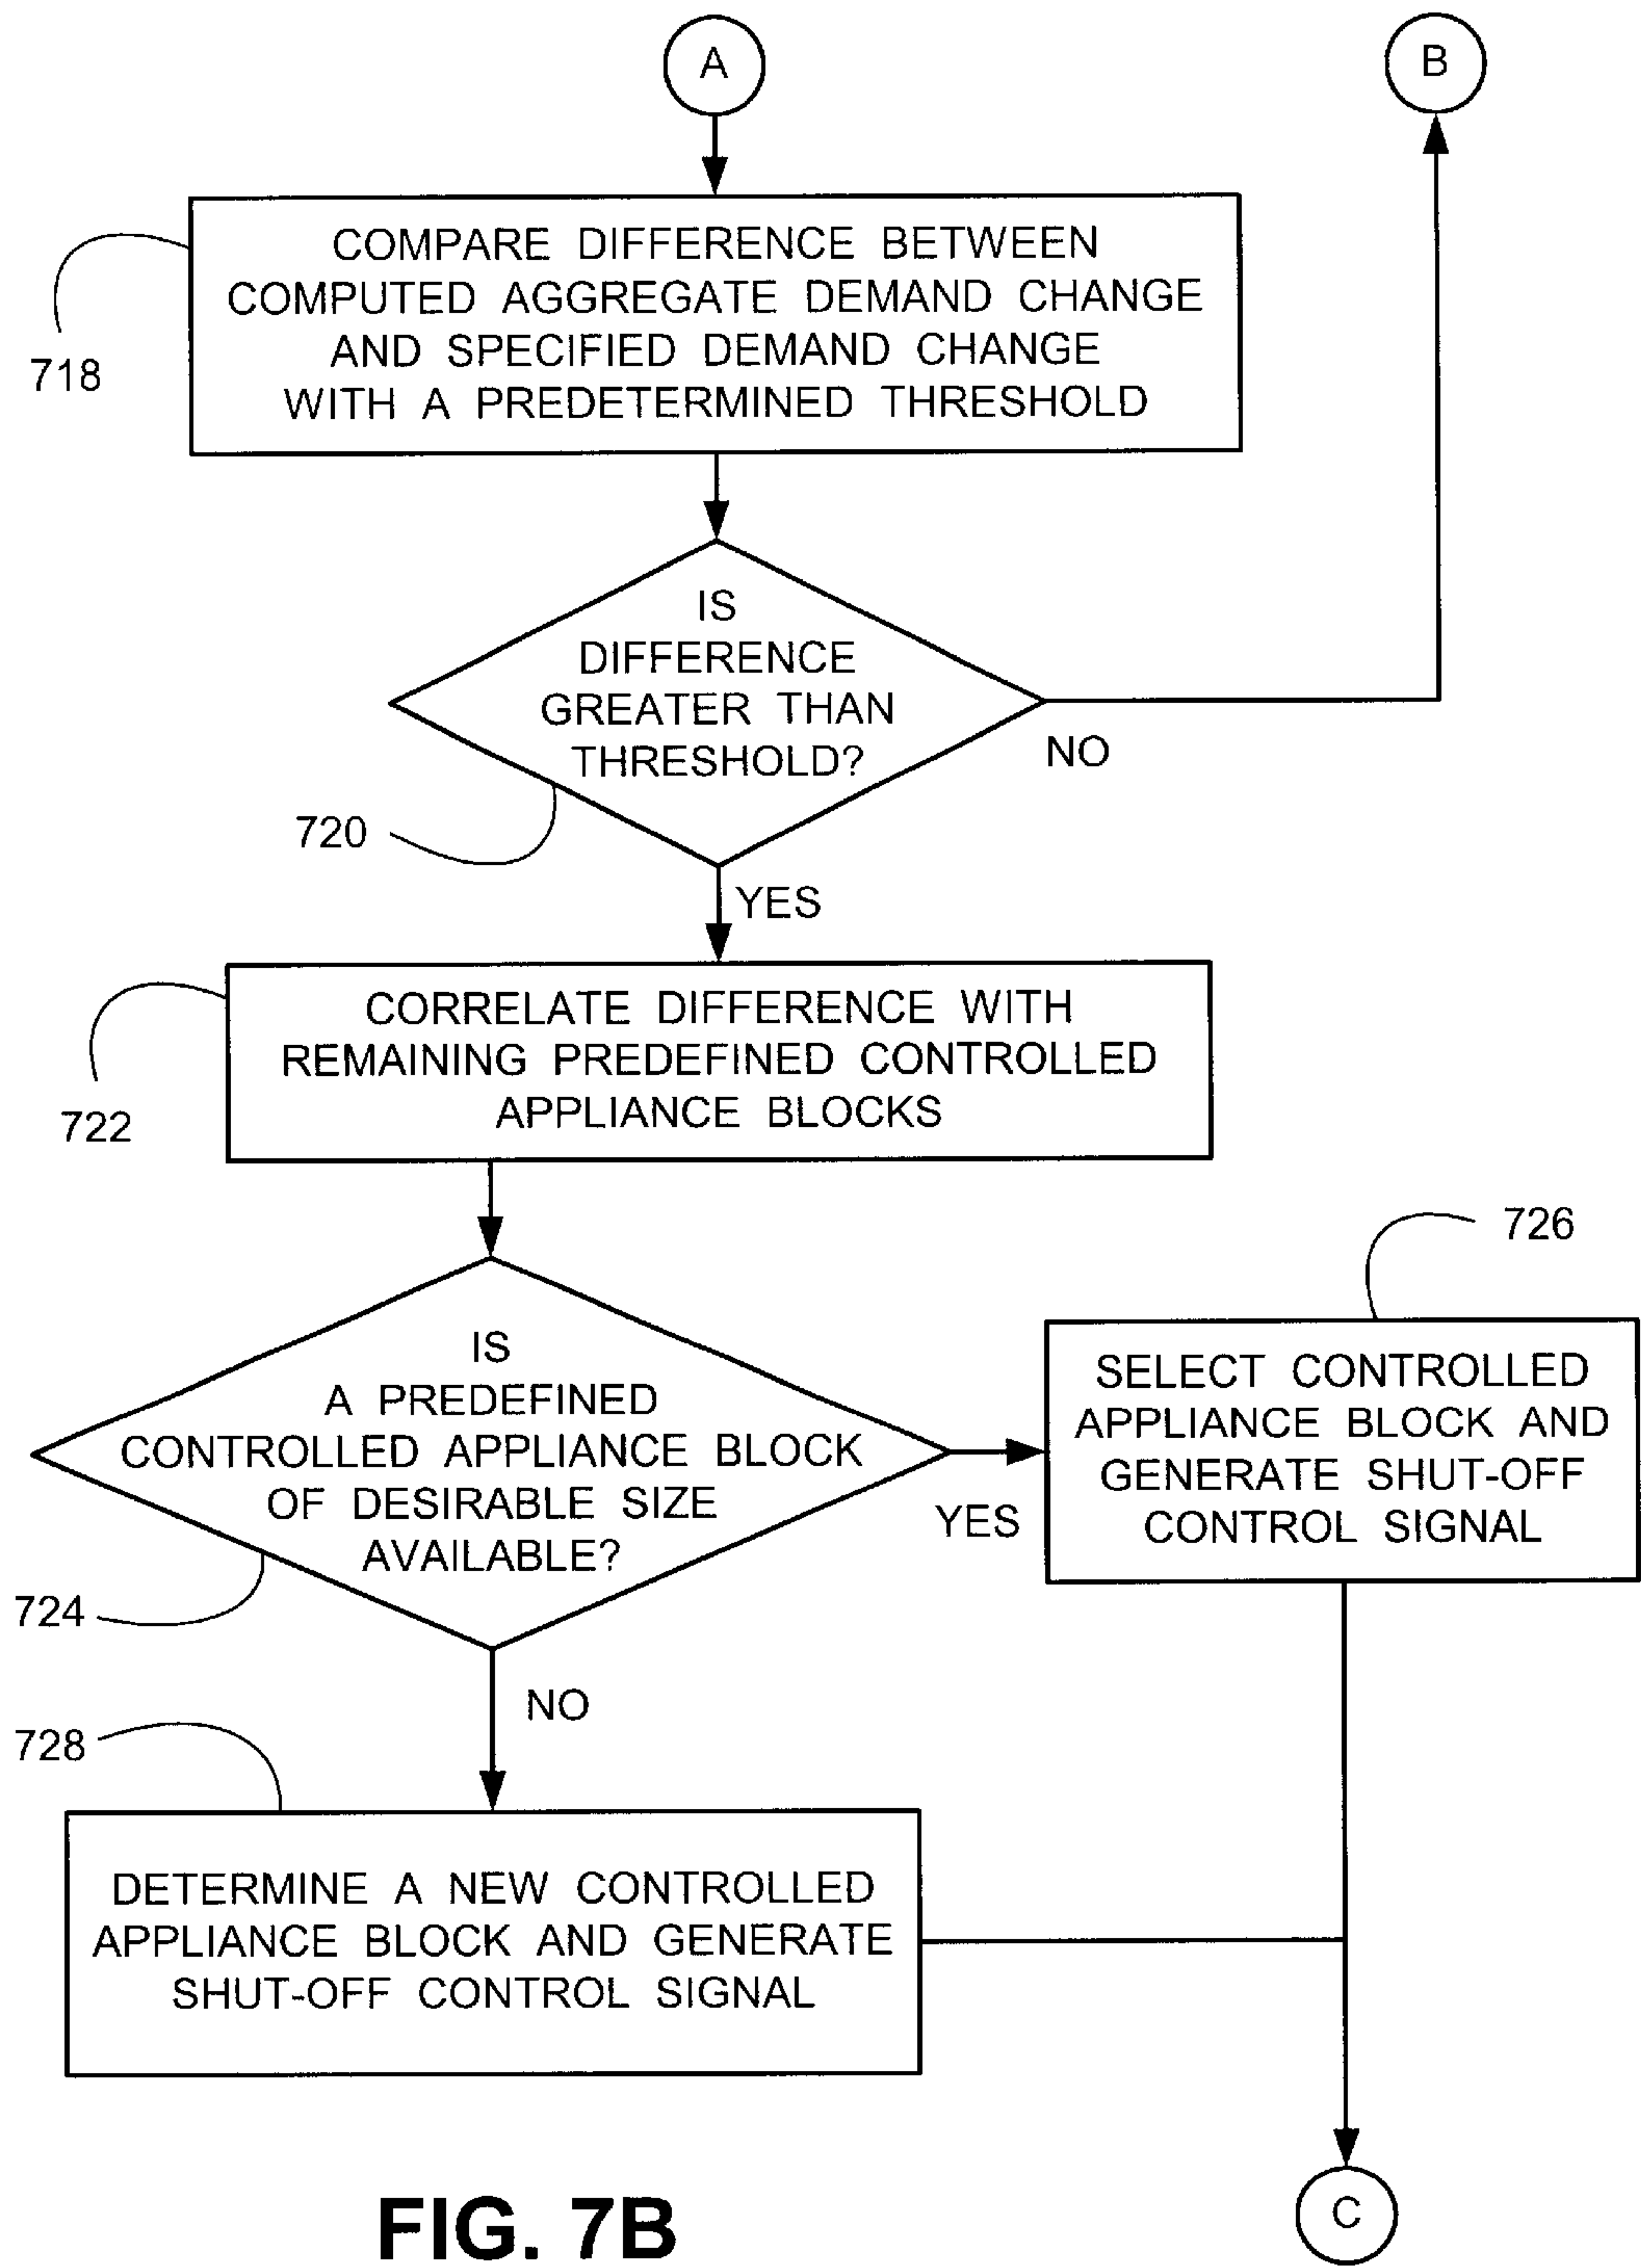 A
B
COMPARE DIFFERENCE BETWEEN
COMPUTED AGGREGATE DEMAND CHANGE
AND SPECIFIED DEMAND CHANGE
WITH A PREDETERMINED THRESHOLD
718
IS
DIFFERENCE
GREATER THAN
THRESHOLD?
NO
720
YES
CORRELATE DIFFERENCE WITH
REMAINING PREDEFINED CONTROLLED
APPLIANCE BLOCKS
722
726
IS
A PREDEFINED
CONTROLLED APPLIANCE BLOCK
OF DESIRABLE SIZE
AVAILABLE?
YES
SELECT CONTROLLED
APPLIANCE BLOCK AND
GENERATE SHUT-OFF
CONTROL SIGNAL
724
NO
728
DETERMINE A NEW CONTROLLED
APPLIANCE BLOCK AND GENERATE
SHUT-OFF CONTROL SIGNAL
C
FIG. 7B